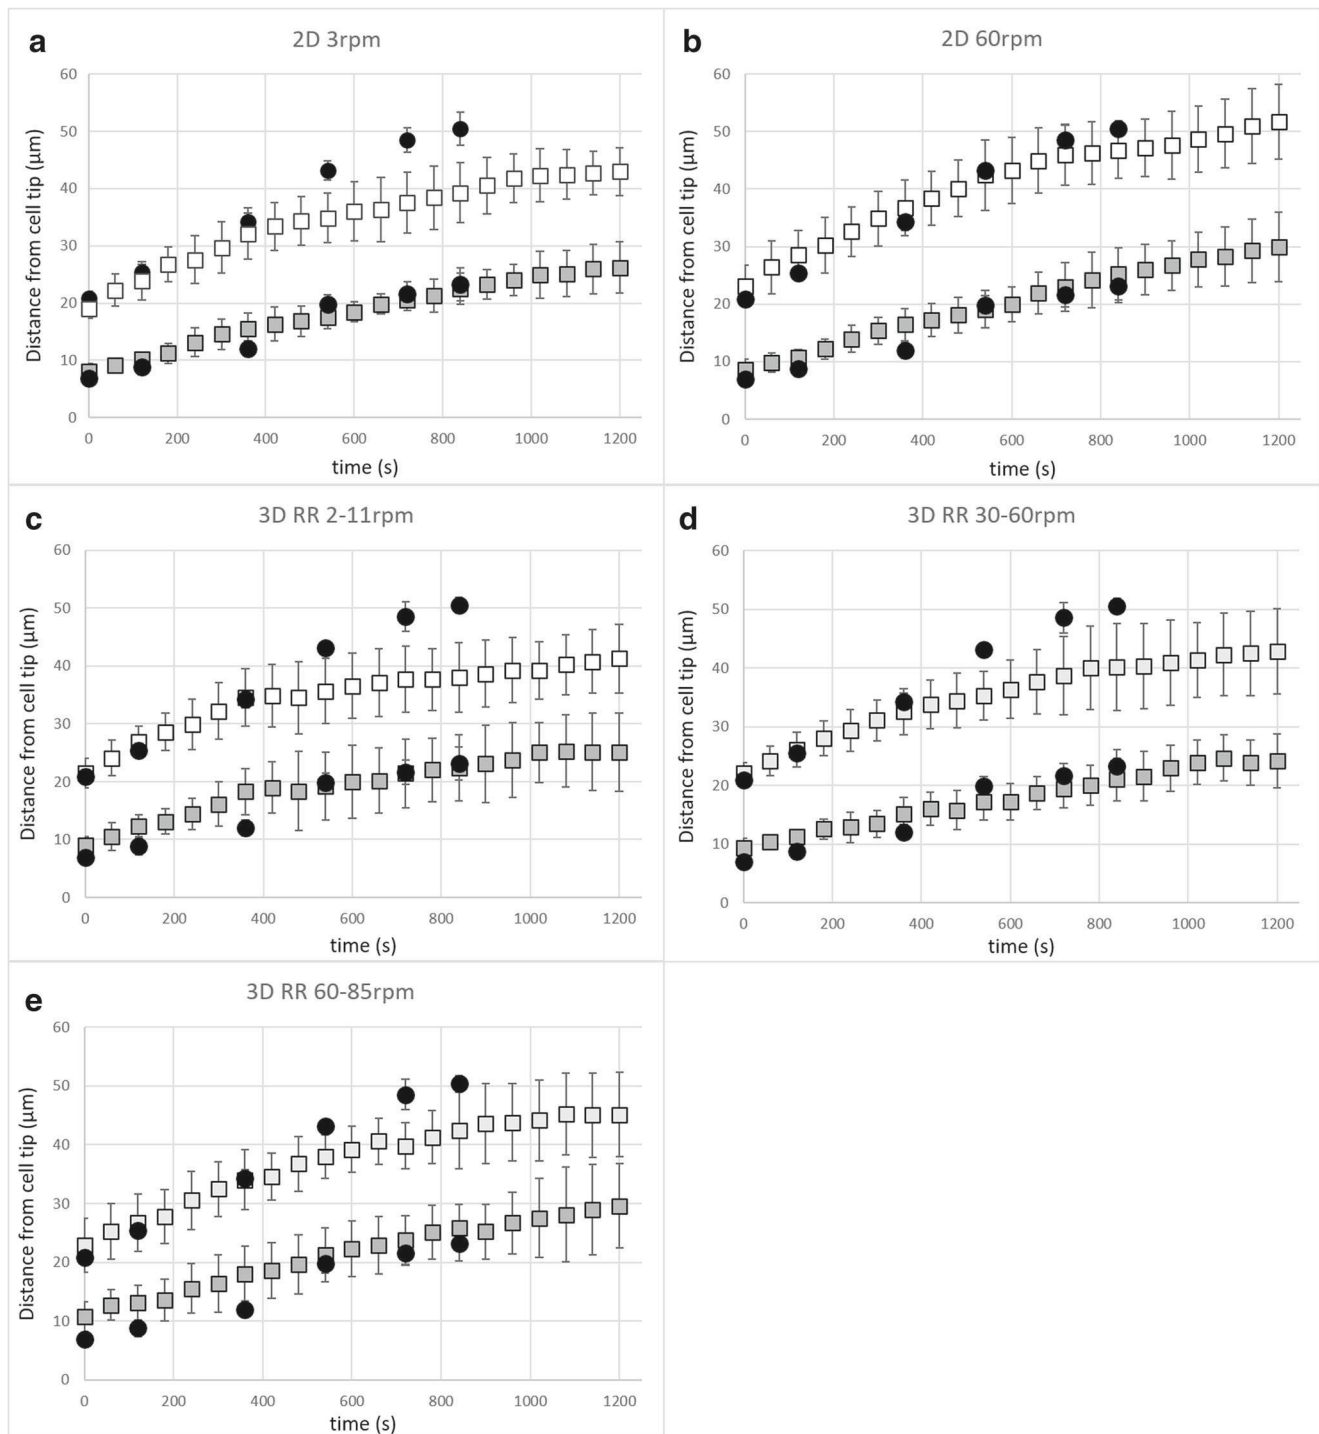 a
2D 3rpm
Distance from cell tip (µm)
60
50
40
30
20
10
0
0 200 400 600 800 1000 1200
time (s)
b
2D 60rpm
Distance from cell tip (µm)
60
50
40
30
20
10
0
0 200 400 600 800 1000 1200
time (s)
c
3D RR 2-11rpm
Distance from cell tip (µm)
60
50
40
30
20
10
0
0 200 400 600 800 1000 1200
time (s)
d
3D RR 30-60rpm
Distance from cell tip (µm)
60
50
40
30
20
10
0
0 200 400 600 800 1000 1200
time (s)
e
3D RR 60-85rpm
Distance from cell tip (µm)
60
50
40
30
20
10
0
0 200 400 600 800 1000 1200
time (s)